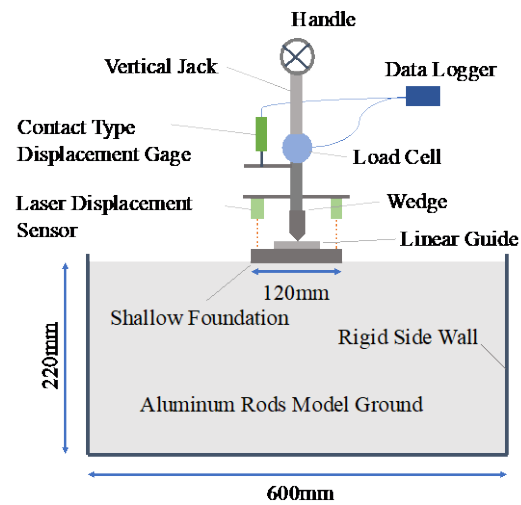 Handle
Vertical Jack
Data Logger
Contact Type
Displacement Gage
Load Cell
Laser Displacement
Sensor
Wedge
Linear Guide
120mm
Shallow Foundation
Rigid Side Wall
220mm
Aluminum Rods Model Ground
600mm